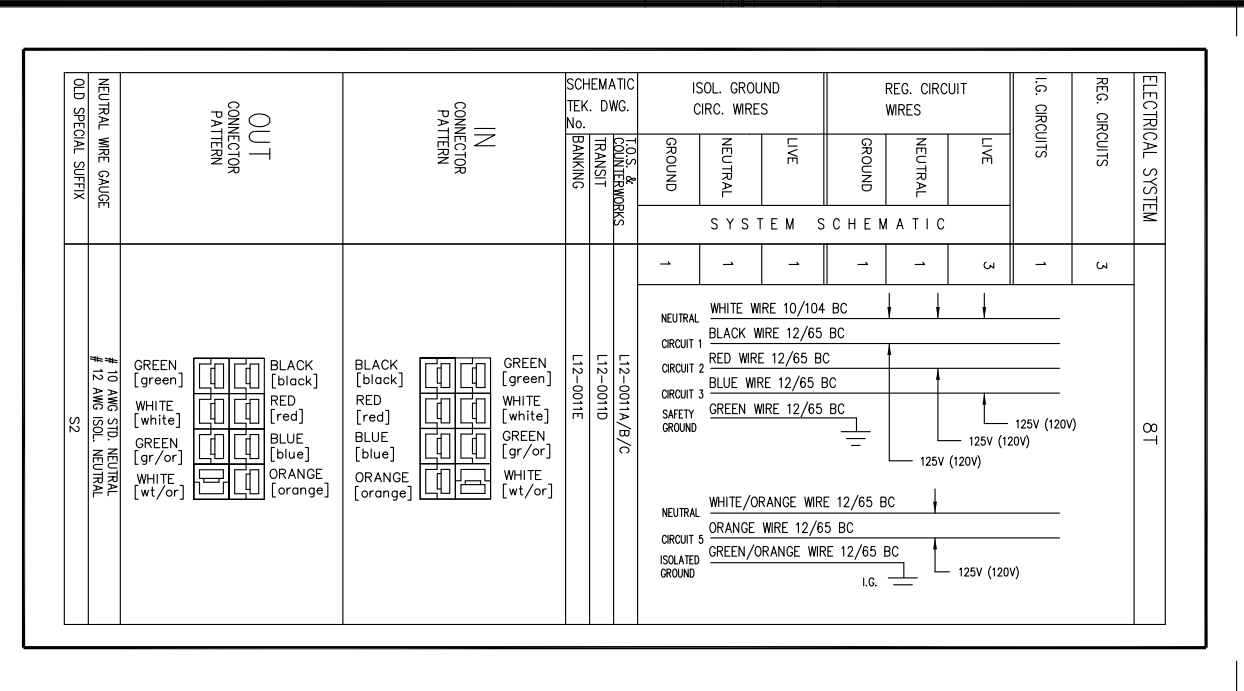 ELECTRICAL SYSTEM
8T
REG. CIRCUITS
3
I.G. CIRCUITS
1
REG. CIRCUIT
WIRES
LIVE
3
NEUTRAL
1
GROUND
1
ISOL. GROUND
CIRC. WIRES
LIVE
1
NEUTRAL
1
GROUND
1
SYSTEM SCHEMATIC
NEUTRAL WHITE WIRE 10/104 BC
CIRCUIT 1 BLACK WIRE 12/65 BC
CIRCUIT 2 RED WIRE 12/65 BC
CIRCUIT 3 BLUE WIRE 12/65 BC
SAFETY
GROUND
GREEN WIRE 12/65 BC
125V (120V)
125V (120V)
125V (120V)
NEUTRAL WHITE/ORANGE WIRE 12/65 BC
CIRCUIT 5 ORANGE WIRE 12/65 BC
ISOLATED
GROUND
GREEN/ORANGE WIRE 12/65 BC
I.G.
125V (120V)
SCHEMATIC
TEK. DWG.
No.
T.O.S. &
COUNTERWORKS
L12-0011A/B/C
TRANSIT
L12-0011D
BANKING
L12-0011E
IN
CONNECTOR
PATTERN
BLACK
[black]
GREEN
[green]
RED
[red]
WHITE
[white]
BLUE
[blue]
GREEN
[gr/or]
ORANGE
[orange]
WHITE
[wt/or]
OUT
CONNECTOR
PATTERN
GREEN
[green]
BLACK
[black]
WHITE
[white]
RED
[red]
GREEN
[gr/or]
BLUE
[blue]
WHITE
[wt/or]
ORANGE
[orange]
NEUTRAL WIRE GAUGE
# 10 AWG STD. NEUTRAL
# 12 AWG ISOL. NEUTRAL
OLD SPECIAL SUFFIX
S2